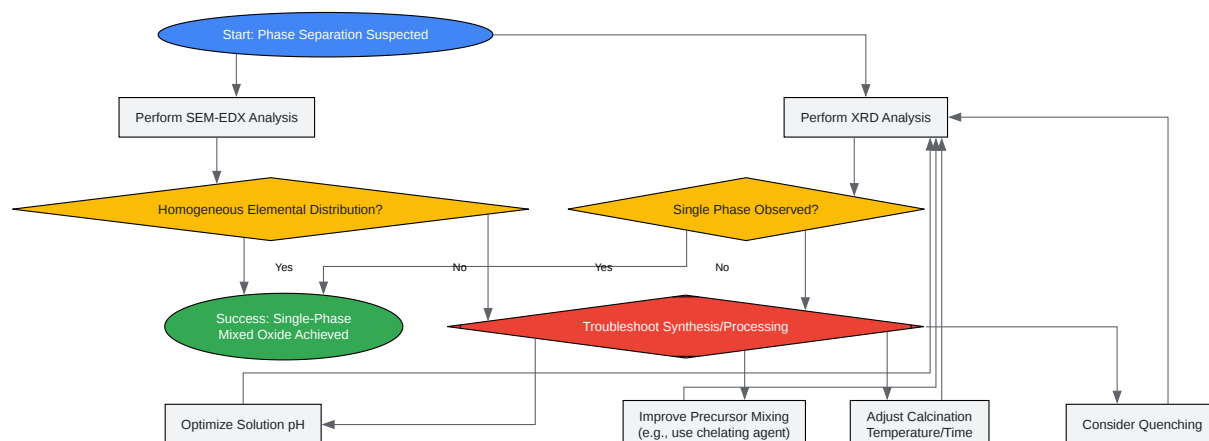 Start: Phase Separation Suspected
Perform SEM-EDX Analysis
Perform XRD Analysis
Homogeneous Elemental Distribution?
Single Phase Observed?
Yes
No
Yes
No
Success: Single-Phase
Mixed Oxide Achieved
Troubleshoot Synthesis/Processing
Optimize Solution pH
Improve Precursor Mixing
(e.g., use chelating agent)
Adjust Calcination
Temperature/Time
Consider Quenching